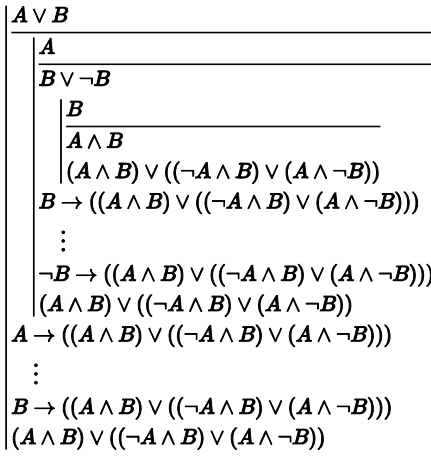 A ∨ B
A
B ∨ ¬B
B
A ∧ B
(A ∧ B) ∨ ((¬A ∧ B) ∨ (A ∧ ¬B))
B → ((A ∧ B) ∨ ((¬A ∧ B) ∨ (A ∧ ¬B)))
⋮
¬B → ((A ∧ B) ∨ ((¬A ∧ B) ∨ (A ∧ ¬B)))
(A ∧ B) ∨ ((¬A ∧ B) ∨ (A ∧ ¬B))
A → ((A ∧ B) ∨ ((¬A ∧ B) ∨ (A ∧ ¬B)))
⋮
B → ((A ∧ B) ∨ ((¬A ∧ B) ∨ (A ∧ ¬B)))
(A ∧ B) ∨ ((¬A ∧ B) ∨ (A ∧ ¬B))